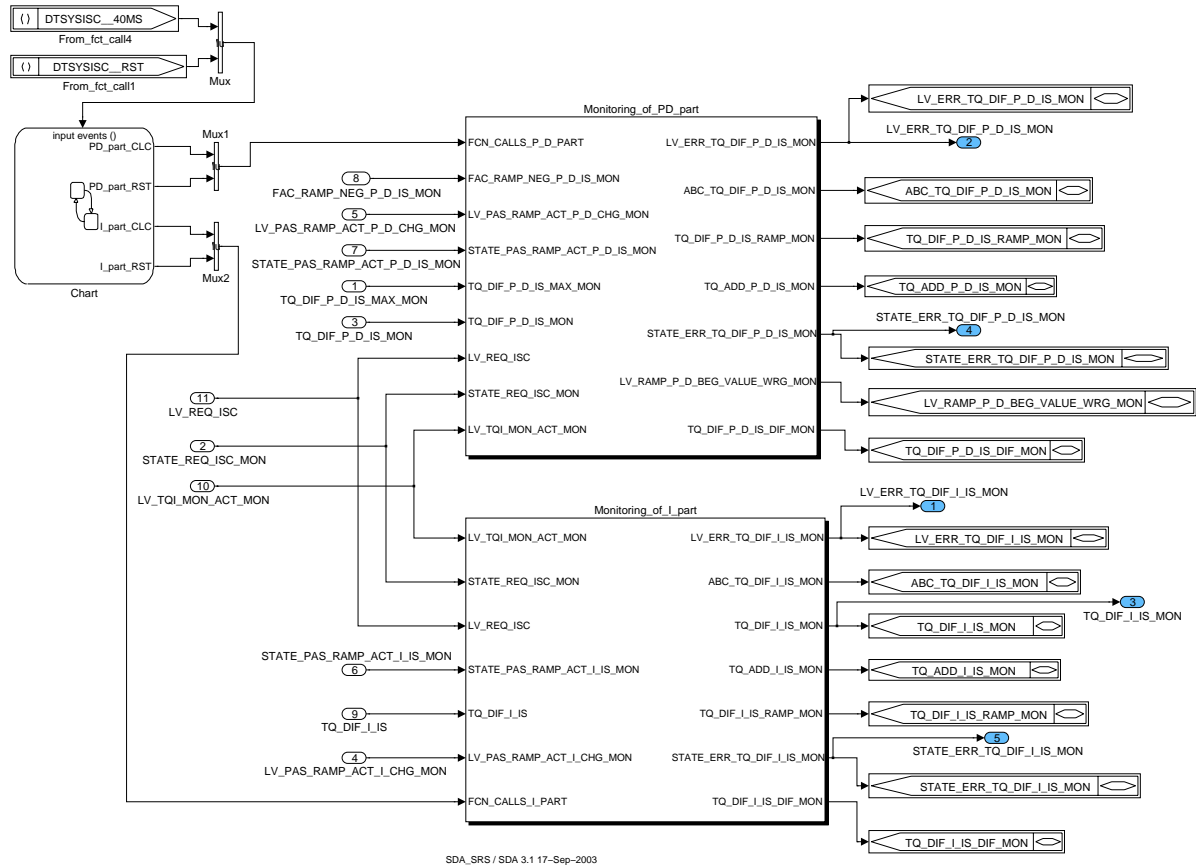 ( ) DTSYSISC__40MS
From_fct_call4
( ) DTSYSISC__RST
From_fct_call1
Mux
input events ()
PD_part_CLC
PD_part_RST
I_part_CLC
I_part_RST
Chart
Mux1
Mux2
Monitoring_of_PD_part
FCN_CALLS_P_D_PART
8
FAC_RAMP_NEG_P_D_IS_MON
FAC_RAMP_NEG_P_D_IS_MON
5
LV_PAS_RAMP_ACT_P_D_CHG_MON
LV_PAS_RAMP_ACT_P_D_CHG_MON
7
STATE_PAS_RAMP_ACT_P_D_IS_MON
STATE_PAS_RAMP_ACT_P_D_IS_MON
1
TQ_DIF_P_D_IS_MAX_MON
TQ_DIF_P_D_IS_MAX_MON
3
TQ_DIF_P_D_IS_MON
TQ_DIF_P_D_IS_MON
LV_REQ_ISC
STATE_REQ_ISC_MON
LV_TQI_MON_ACT_MON
11
LV_REQ_ISC
2
STATE_REQ_ISC_MON
10
LV_TQI_MON_ACT_MON
LV_ERR_TQ_DIF_P_D_IS_MON
ABC_TQ_DIF_P_D_IS_MON
TQ_DIF_P_D_IS_RAMP_MON
TQ_ADD_P_D_IS_MON
STATE_ERR_TQ_DIF_P_D_IS_MON
LV_RAMP_P_D_BEG_VALUE_WRG_MON
TQ_DIF_P_D_IS_DIF_MON
LV_ERR_TQ_DIF_P_D_IS_MON
LV_ERR_TQ_DIF_P_D_IS_MON
2
ABC_TQ_DIF_P_D_IS_MON
TQ_DIF_P_D_IS_RAMP_MON
TQ_ADD_P_D_IS_MON
STATE_ERR_TQ_DIF_P_D_IS_MON
4
STATE_ERR_TQ_DIF_P_D_IS_MON
LV_RAMP_P_D_BEG_VALUE_WRG_MON
TQ_DIF_P_D_IS_DIF_MON
Monitoring_of_I_part
LV_TQI_MON_ACT_MON
STATE_REQ_ISC_MON
LV_REQ_ISC
STATE_PAS_RAMP_ACT_I_IS_MON
6
STATE_PAS_RAMP_ACT_I_IS_MON
9
TQ_DIF_I_IS
TQ_DIF_I_IS
4
LV_PAS_RAMP_ACT_I_CHG_MON
LV_PAS_RAMP_ACT_I_CHG_MON
FCN_CALLS_I_PART
LV_ERR_TQ_DIF_I_IS_MON
ABC_TQ_DIF_I_IS_MON
TQ_DIF_I_IS_MON
TQ_ADD_I_IS_MON
TQ_DIF_I_IS_RAMP_MON
STATE_ERR_TQ_DIF_I_IS_MON
TQ_DIF_I_IS_DIF_MON
LV_ERR_TQ_DIF_I_IS_MON
1
LV_ERR_TQ_DIF_I_IS_MON
ABC_TQ_DIF_I_IS_MON
3
TQ_DIF_I_IS_MON
TQ_DIF_I_IS_MON
TQ_ADD_I_IS_MON
TQ_DIF_I_IS_RAMP_MON
5
STATE_ERR_TQ_DIF_I_IS_MON
STATE_ERR_TQ_DIF_I_IS_MON
TQ_DIF_I_IS_DIF_MON
SDA_SRS / SDA 3.1 17–Sep–2003